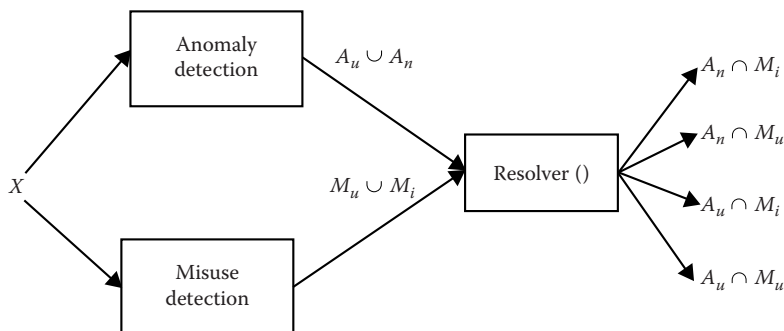 Anomaly
detection
A_u ∪ A_n
A_n ∩ M_i
A_n ∩ M_u
X
Resolver ()
M_u ∪ M_i
A_u ∩ M_i
Misuse
detection
A_u ∩ M_u